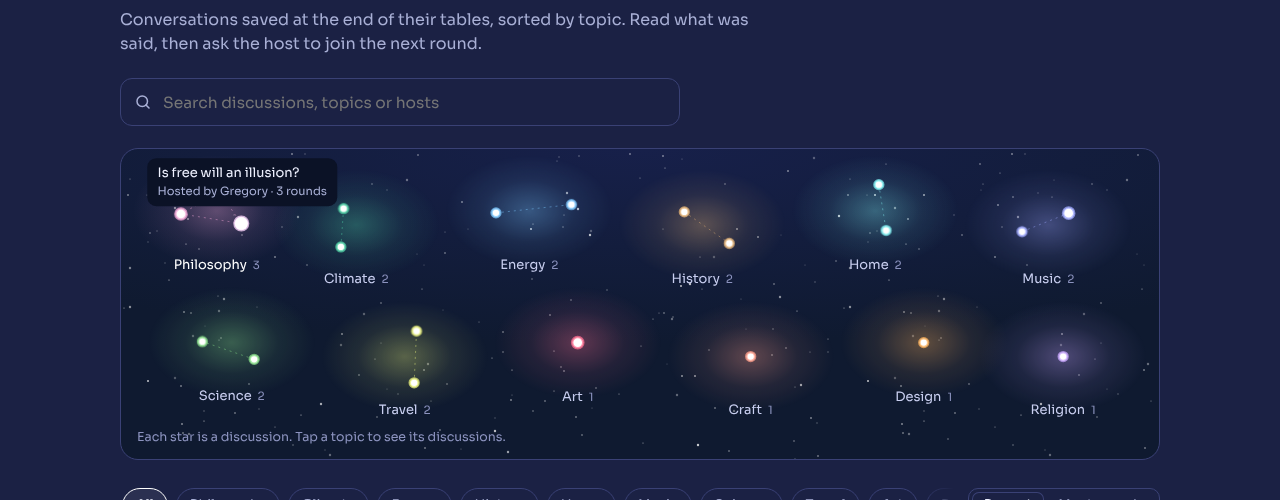 Conversations saved at the end of their tables, sorted by topic. Read what was
said, then ask the host to join the next round.
Search discussions, topics or hosts
Is free will an illusion?
Hosted by Gregory · 3 rounds
Philosophy 3
Climate 2
Energy 2
History 2
Home 2
Music 2
Science 2
Travel 2
Art 1
Craft 1
Design 1
Religion 1
Each star is a discussion. Tap a topic to see its discussions.